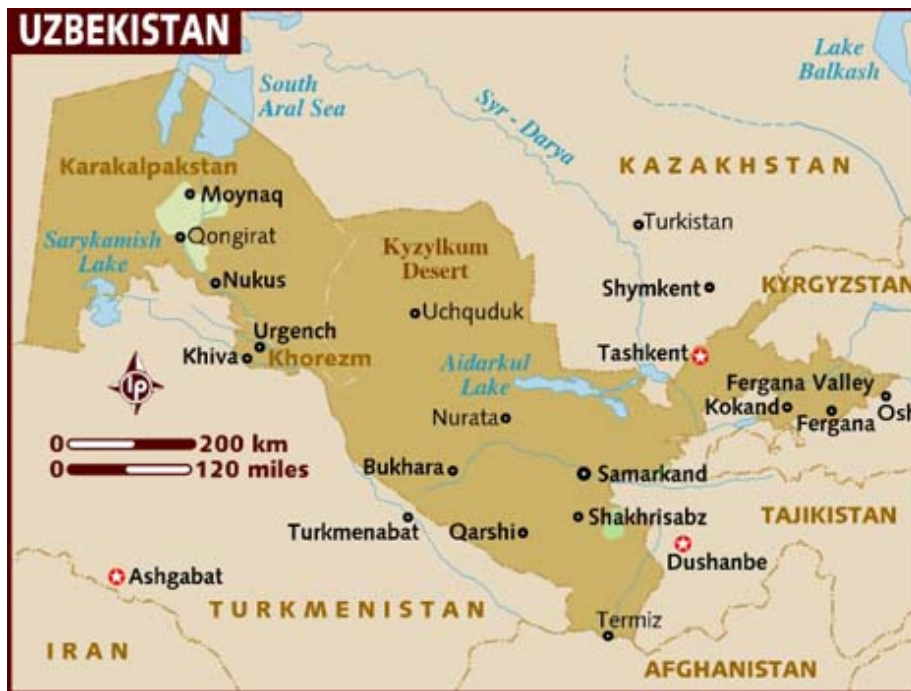 UZBEKISTAN
Lake
Balkash
South
Aral Sea
Syr - Darya
KAZAKHSTAN
Karakalpakstan
Moynaq
Turkistan
Qongirat
Sarykamish
Lake
Kyzylkum
Desert
Nukus
Shymkent
KYRGYZSTAN
Uchquduk
Urgench
Khiva
Khorezm
Tashkent
Aidarkul
Lake
Fergana Valley
Kokand
Osh
Fergana
lp
Nurata
0 200 km
0 120 miles
Bukhara
Samarkand
Turkmenabat
Qarshi
Shakhrisabz
TAJIKISTAN
Dushanbe
Ashgabat
TURKMENISTAN
Termiz
IRAN
AFGHANISTAN